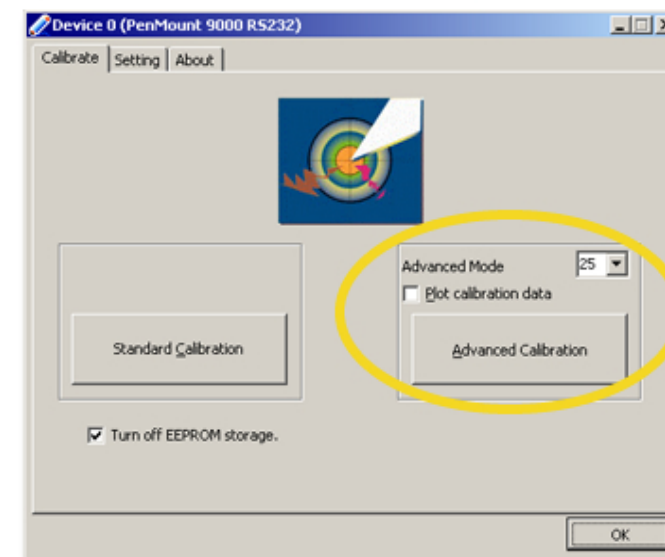 Device 0 (PenMount 9000 RS232)
Calibrate Setting About
Advanced Mode 25
Plot calibration data
Standard Calibration
Advanced Calibration
Turn off EEPROM storage.
OK